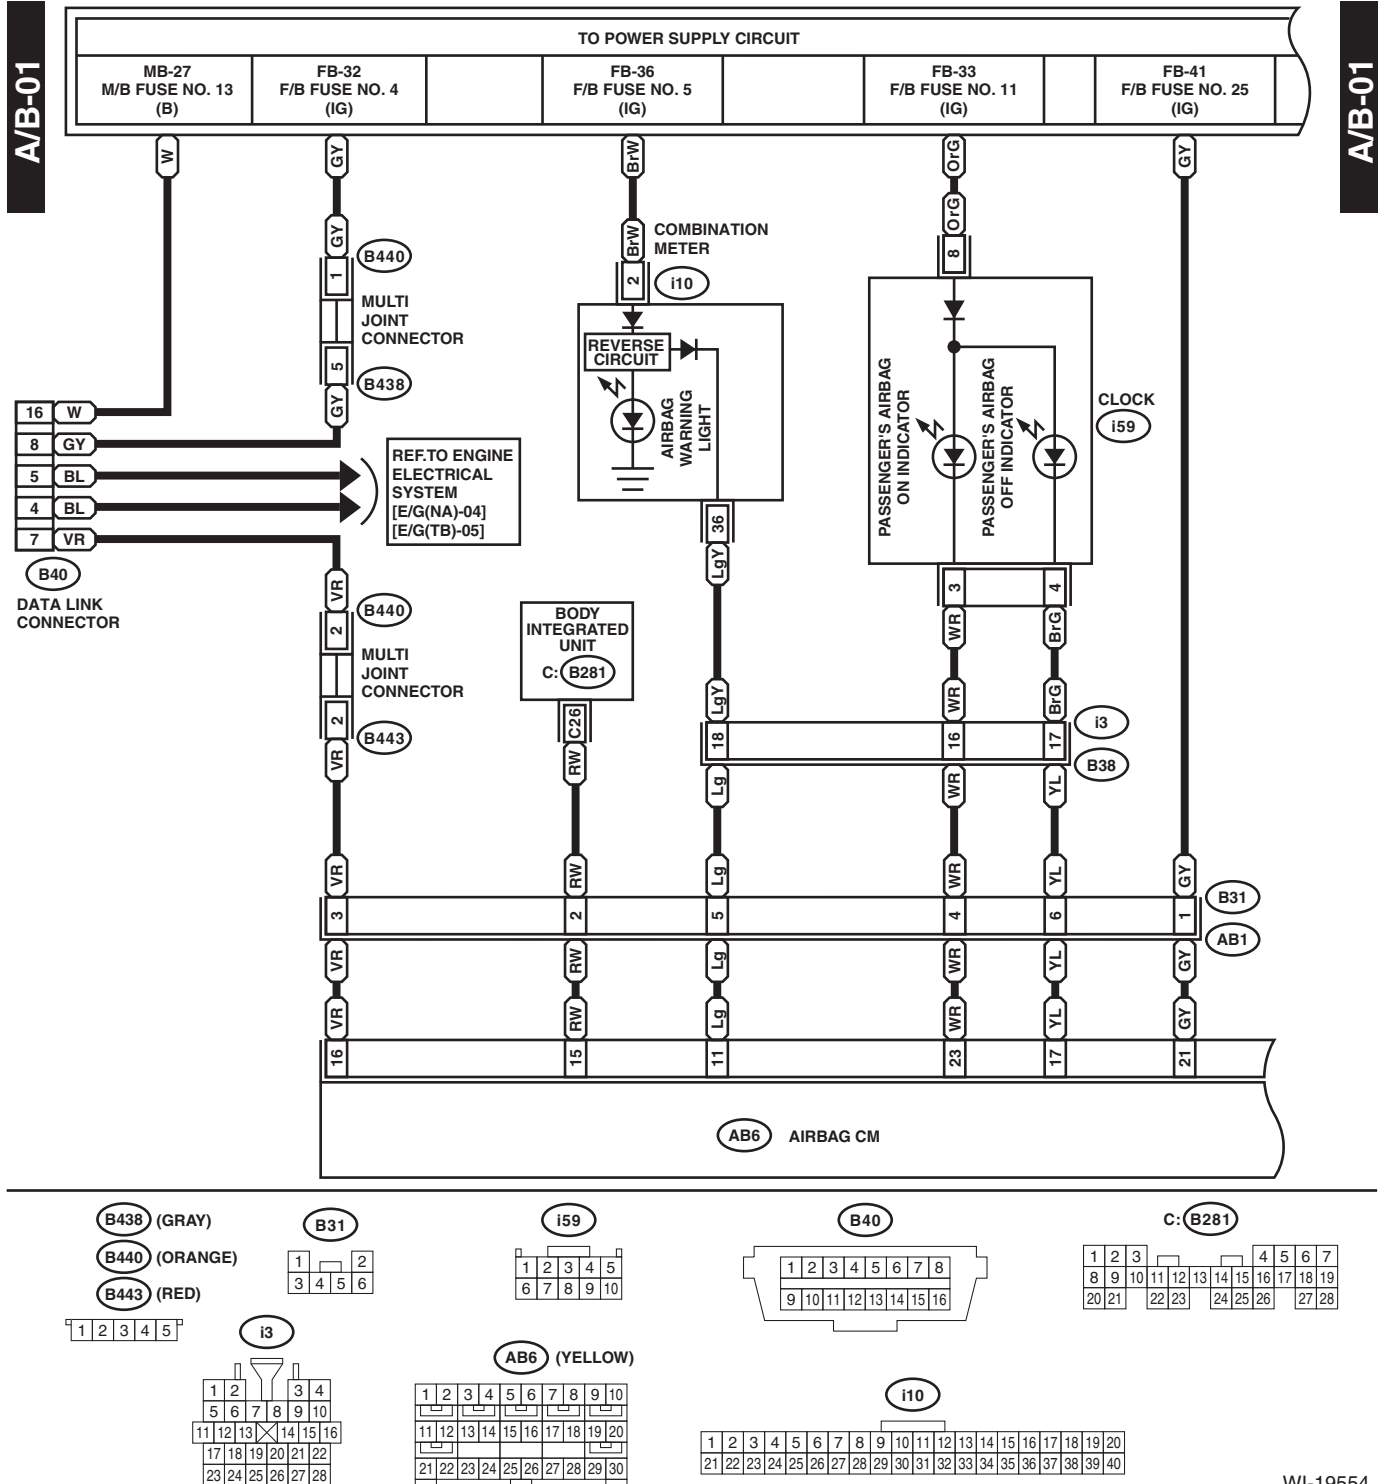 A/B-01
A/B-01
TO POWER SUPPLY CIRCUIT
MB-27
M/B FUSE NO. 13
(B)
FB-32
F/B FUSE NO. 4
(IG)
FB-36
F/B FUSE NO. 5
(IG)
FB-33
F/B FUSE NO. 11
(IG)
FB-41
F/B FUSE NO. 25
(IG)
W
GY
BrW
OrG
GY
GY
BrW
OrG
B440
1
MULTI
JOINT
CONNECTOR
5
B438
GY
COMBINATION
METER
2
i10
REVERSE
CIRCUIT
AIRBAG
WARNING
LIGHT
36
LgY
8
PASSENGER'S AIRBAG
ON INDICATOR
PASSENGER'S AIRBAG
OFF INDICATOR
CLOCK
i59
3
4
WR
BrG
16 W
8 GY
5 BL
4 BL
7 VR
B40
DATA LINK
CONNECTOR
REF.TO ENGINE
ELECTRICAL
SYSTEM
[E/G(NA)-04]
[E/G(TB)-05]
VR
B440
2
MULTI
JOINT
CONNECTOR
2
B443
VR
BODY
INTEGRATED
UNIT
C: B281
C26
RW
LgY
WR
BrG
18
16
17
i3
B38
Lg
WR
YL
VR
RW
Lg
WR
YL
GY
3
2
5
4
6
1
B31
AB1
VR
RW
Lg
WR
YL
GY
VR
RW
Lg
WR
YL
GY
16
15
11
23
17
21
AB6 AIRBAG CM
B438 (GRAY)
B440 (ORANGE)
B443 (RED)
1 2 3 4 5
B31
1 2
3 4 5 6
i59
1 2 3 4 5
6 7 8 9 10
B40
1 2 3 4 5 6 7 8
9 10 11 12 13 14 15 16
C: B281
1 2 3 4 5 6 7
8 9 10 11 12 13 14 15 16 17 18 19
20 21 22 23 24 25 26 27 28
i3
1 2 3 4
5 6 7 8 9 10
11 12 13 14 15 16
17 18 19 20 21 22
23 24 25 26 27 28
AB6 (YELLOW)
1 2 3 4 5 6 7 8 9 10
11 12 13 14 15 16 17 18 19 20
21 22 23 24 25 26 27 28 29 30
i10
1 2 3 4 5 6 7 8 9 10 11 12 13 14 15 16 17 18 19 20
21 22 23 24 25 26 27 28 29 30 31 32 33 34 35 36 37 38 39 40
WI-19554